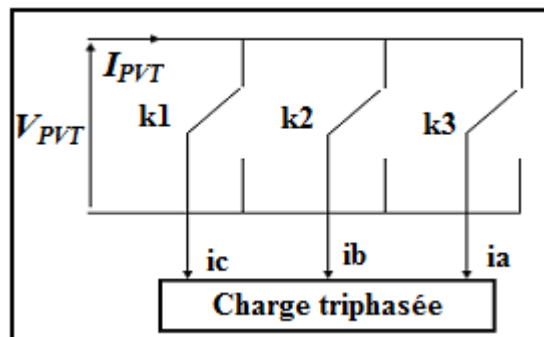 I_PVT
V_PVT
k1 k2 k3
ic ib ia
Charge triphasée